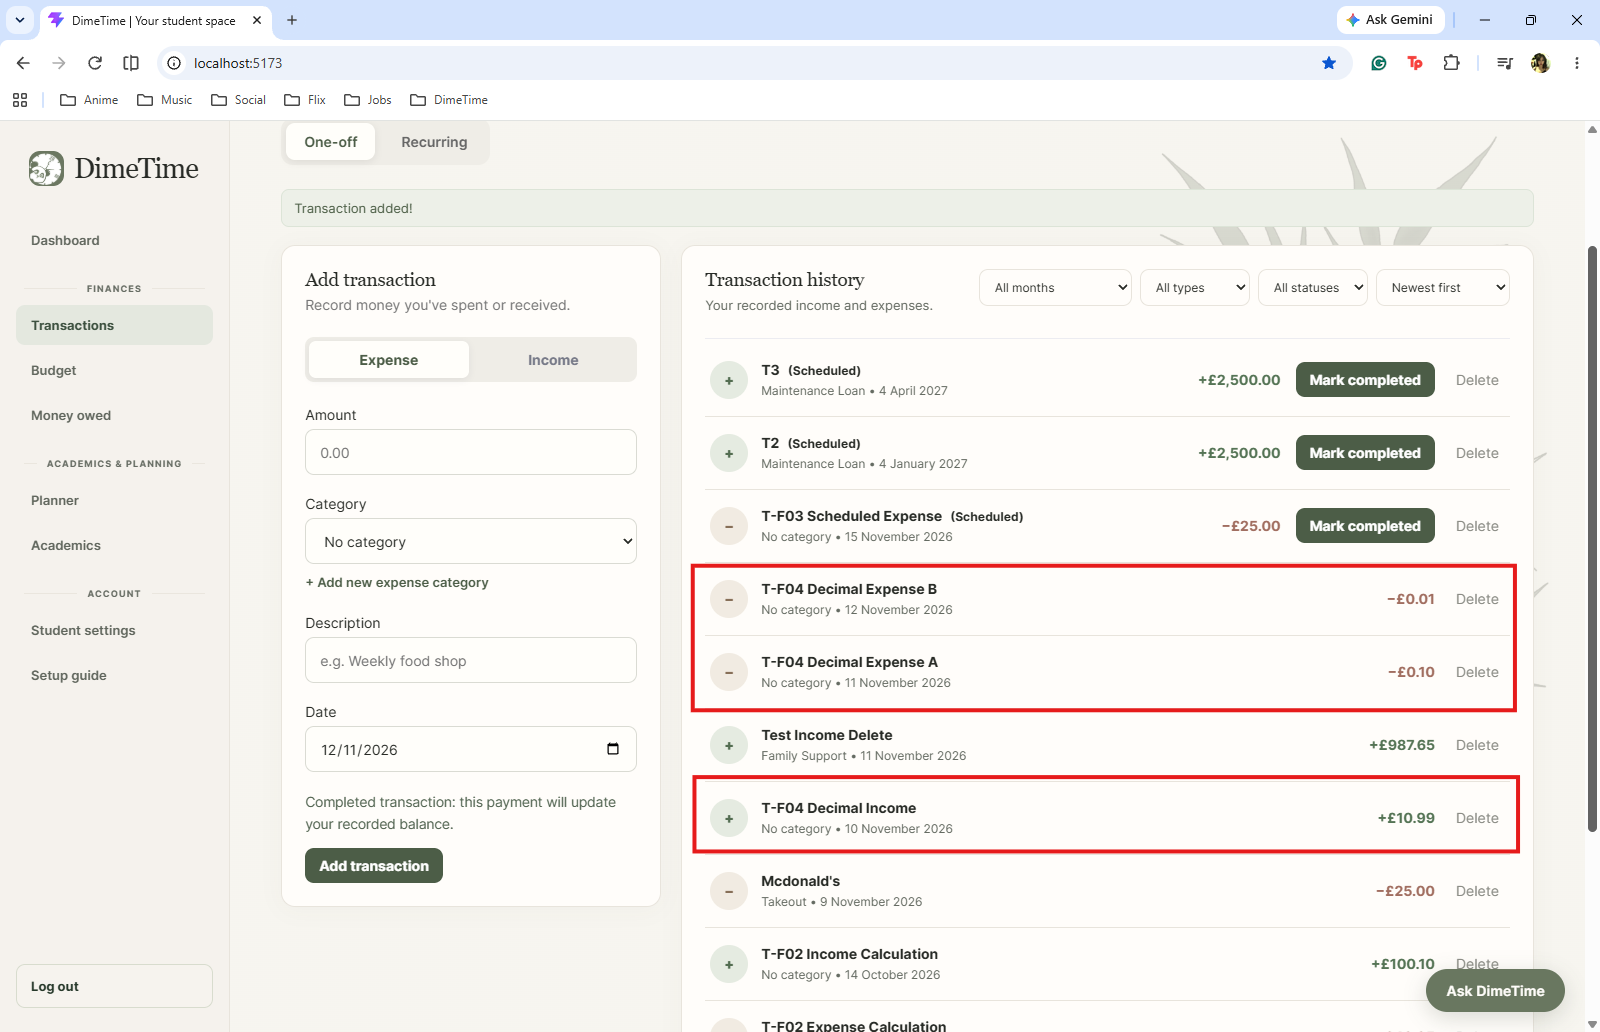 DimeTime | Your student space
Ask Gemini
localhost:5173
Anime
Music
Social
Flix
Jobs
DimeTime
DimeTime
Dashboard
FINANCES
Transactions
Budget
Money owed
ACADEMICS & PLANNING
Planner
Academics
ACCOUNT
Student settings
Setup guide
Log out
One-off
Recurring
Transaction added!
Add transaction
Record money you've spent or received.
Expense
Income
Amount
0.00
Category
No category
+ Add new expense category
Description
e.g. Weekly food shop
Date
12/11/2026
Completed transaction: this payment will update
your recorded balance.
Add transaction
Transaction history
Your recorded income and expenses.
All months
All types
All statuses
Newest first
T3 (Scheduled)
Maintenance Loan • 4 April 2027
+£2,500.00
Mark completed
Delete
T2 (Scheduled)
Maintenance Loan • 4 January 2027
+£2,500.00
Mark completed
Delete
T-F03 Scheduled Expense (Scheduled)
No category • 15 November 2026
−£25.00
Mark completed
Delete
T-F04 Decimal Expense B
No category • 12 November 2026
−£0.01
Delete
T-F04 Decimal Expense A
No category • 11 November 2026
−£0.10
Delete
Test Income Delete
Family Support • 11 November 2026
+£987.65
Delete
T-F04 Decimal Income
No category • 10 November 2026
+£10.99
Delete
Mcdonald's
Takeout • 9 November 2026
−£25.00
Delete
T-F02 Income Calculation
No category • 14 October 2026
+£100.10
Delete
T-F02 Expense Calculation
Ask DimeTime